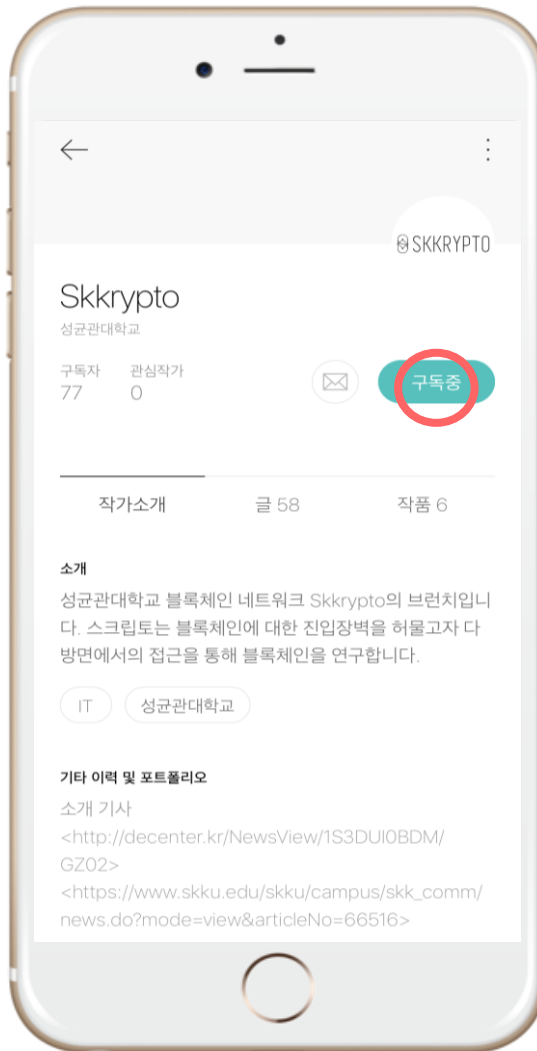 SKKRYPTO
Skkrypto
성균관대학교
구독자 관심작가
77 0
구독중
작가소개 글 58 작품 6
소개
성균관대학교 블록체인 네트워크 Skkrypto의 브런치입니
다. 스크립토는 블록체인에 대한 진입장벽을 허물고자 다
방면에서의 접근을 통해 블록체인을 연구합니다.
IT 성균관대학교
기타 이력 및 포트폴리오
소개 기사
<http://decenter.kr/NewsView/1S3DUI0BDM/
GZ02>
<https://www.skku.edu/skku/campus/skk_comm/
news.do?mode=view&articleNo=66516>